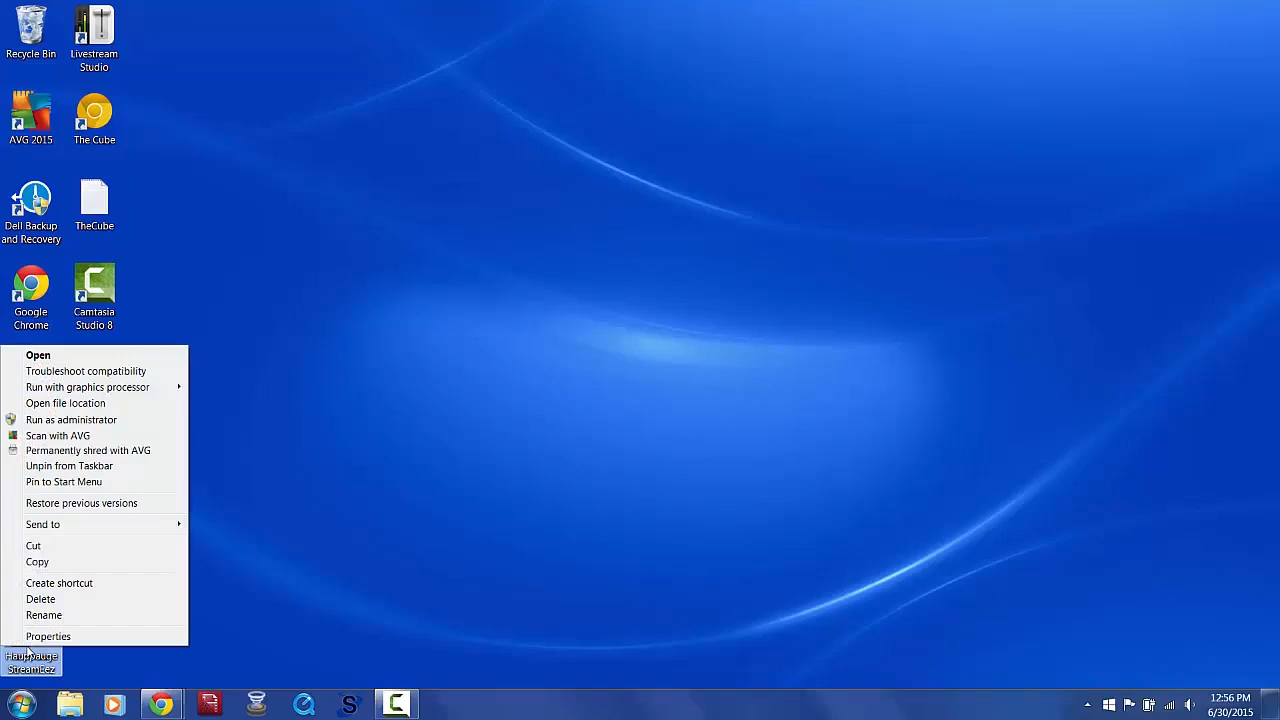 Recycle Bin
Livestream
Studio
AVG 2015
The Cube
Dell Backup
and Recovery
TheCube
Google
Chrome
Camtasia
Studio 8
Open
Troubleshoot compatibility
Run with graphics processor
Open file location
Run as administrator
Scan with AVG
Permanently shred with AVG
Unpin from Taskbar
Pin to Start Menu
Restore previous versions
Send to
Cut
Copy
Create shortcut
Delete
Rename
Properties
Hauppauge
StreamEez
12:56 PM
6/30/2015